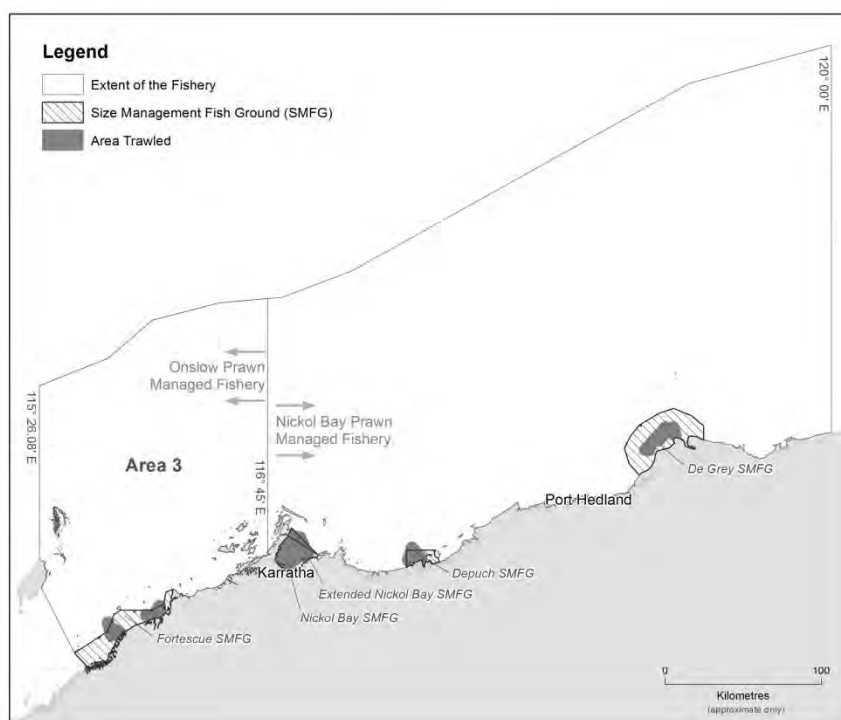 Legend
Extent of the Fishery
Size Management Fish Ground (SMFG)
Area Trawled
120° 00' E
Onslow Prawn
Managed Fishery
Nickol Bay Prawn
Managed Fishery
115° 26.08' E
Area 3
116° 45' E
De Grey SMFG
Port Hedland
Karratha
Depuch SMFG
Extended Nickol Bay SMFG
Nickol Bay SMFG
Fortescue SMFG
0 100
Kilometres
(approximate only)